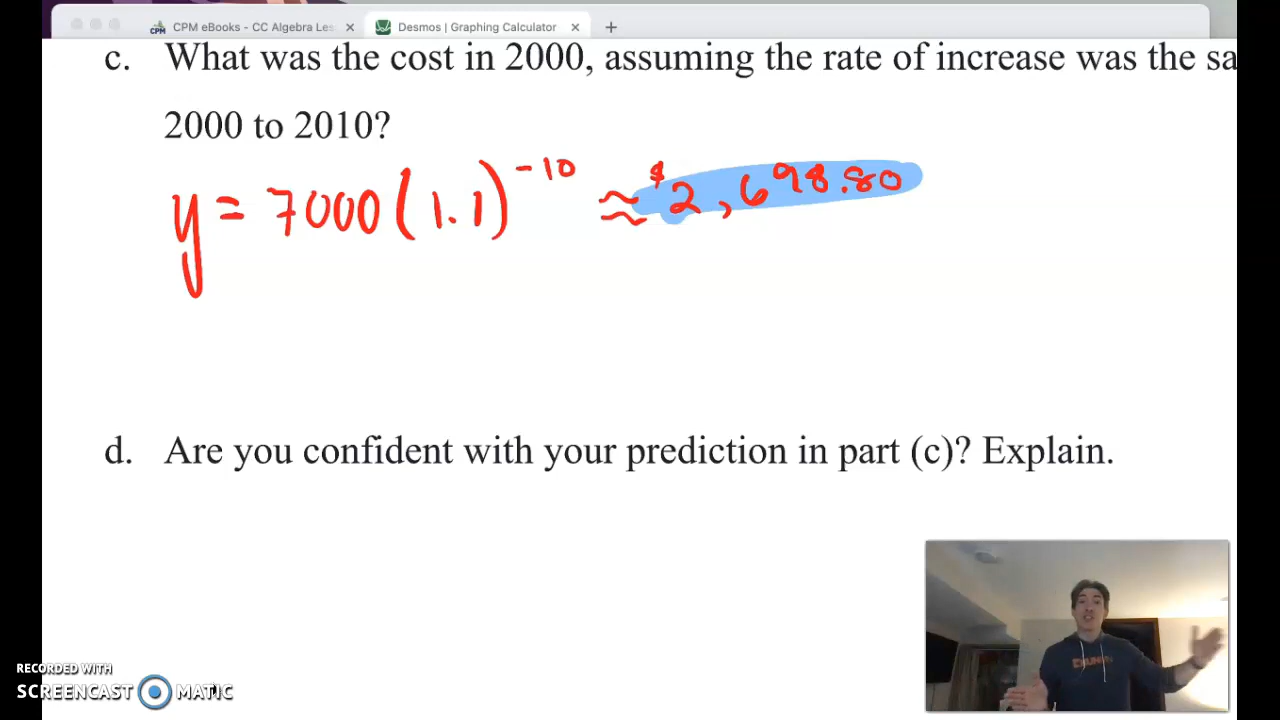 CPM eBooks - CC Algebra Les
Desmos | Graphing Calculator
c. What was the cost in 2000, assuming the rate of increase was the sa
2000 to 2010?
y = 7000(1.1)^-10 ≈ $2,698.80
d. Are you confident with your prediction in part (c)? Explain.
RECORDED WITH
SCREENCAST MATIC